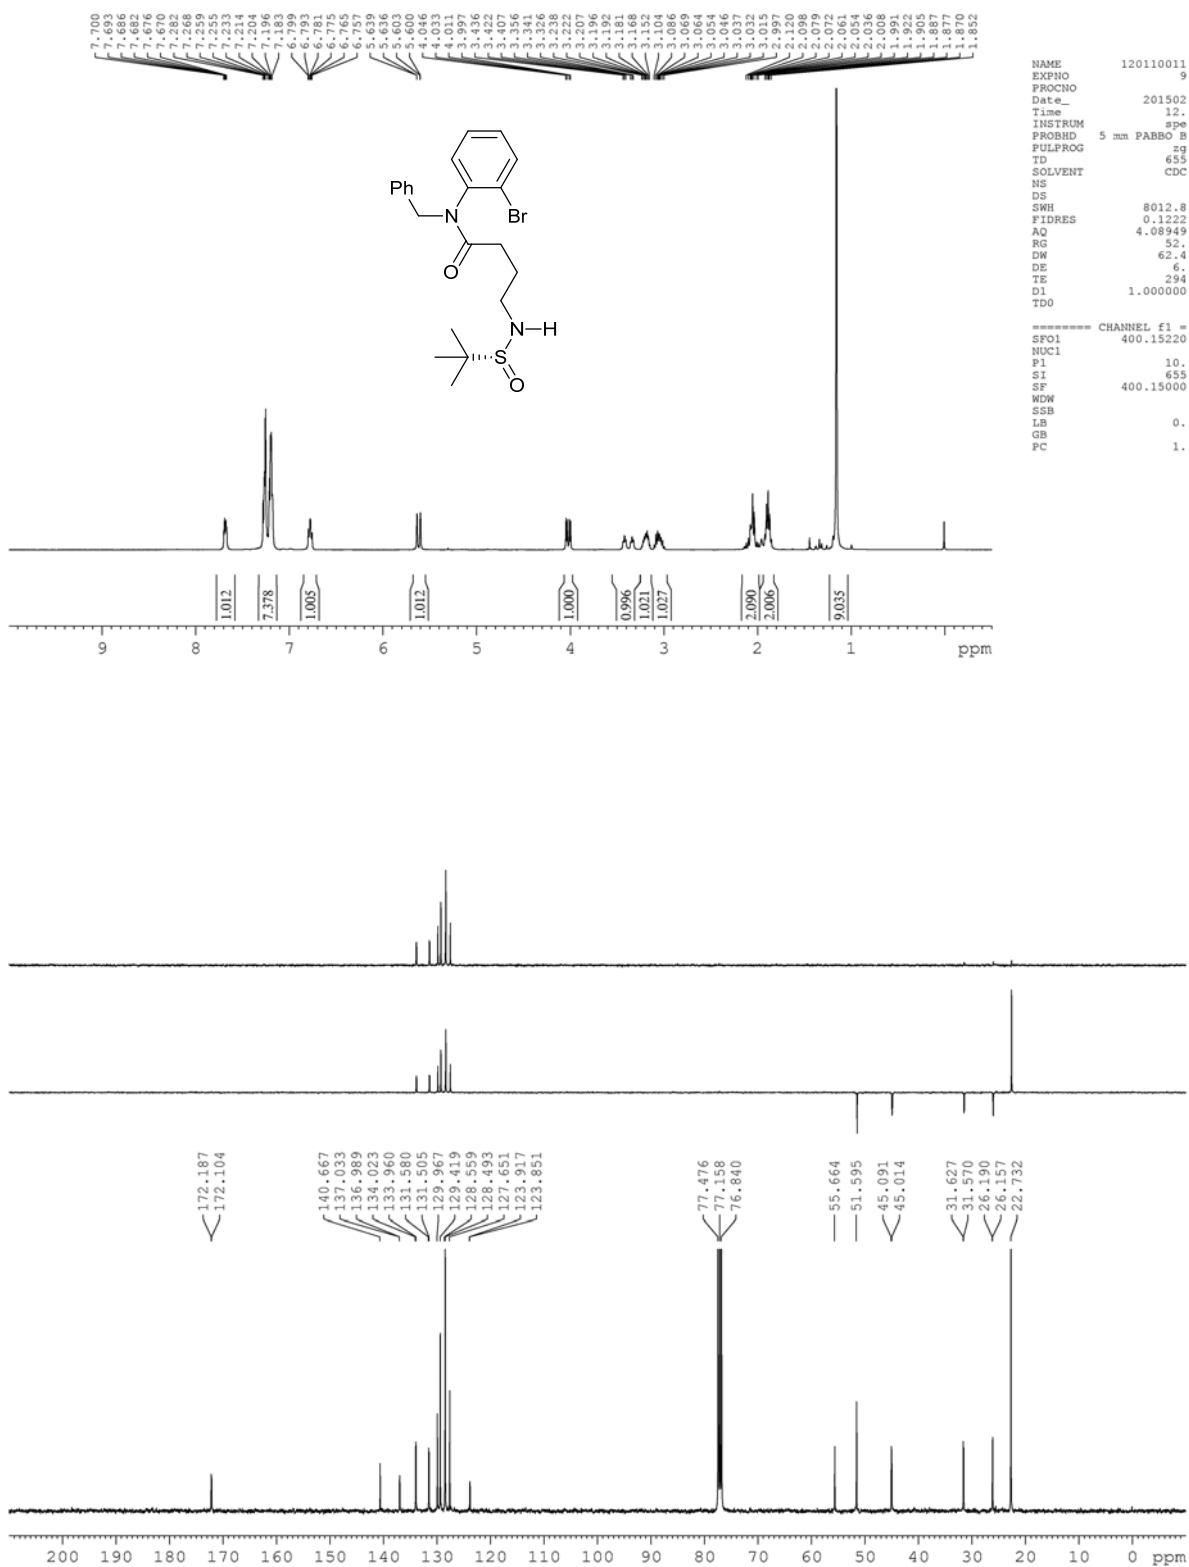 7.700
7.693
7.686
7.682
7.676
7.670
7.282
7.268
7.259
7.255
7.233
7.214
7.204
7.196
7.183
6.799
6.793
6.781
6.775
6.765
6.757
5.639
5.636
5.603
5.600
4.046
4.033
4.011
3.997
3.436
3.422
3.407
3.356
3.341
3.326
3.238
3.222
3.207
3.196
3.192
3.181
3.168
3.152
3.104
3.086
3.069
3.064
3.054
3.046
3.037
3.032
3.015
2.997
2.120
2.098
2.079
2.072
2.061
2.054
2.036
2.008
1.991
1.922
1.905
1.887
1.877
1.870
1.852
NAME 120110011
EXPNO 9
PROCNO
Date_ 201502
Time 12.
INSTRUM spe
PROBHD 5 mm PABBO B
PULPROG zg
TD 655
SOLVENT CDC
NS
DS
SWH 8012.8
FIDRES 0.1222
AQ 4.08949
RG 52.
DW 62.4
DE 6.
TE 294
D1 1.000000
TD0
======== CHANNEL f1 =
SFO1 400.15220
NUC1
P1 10.
SI 655
SF 400.15000
WDW
SSB
LB 0.
GB
PC 1.
Ph
N
Br
O
N-H
S
O
1.012
7.378
1.005
1.012
1.000
0.996
1.021
1.027
2.090
2.006
9.035
9 8 7 6 5 4 3 2 1 ppm
172.187
172.104
140.667
137.033
136.989
134.023
133.960
131.580
131.505
129.967
129.419
128.559
128.493
127.651
123.917
123.851
77.476
77.158
76.840
55.664
51.595
45.091
45.014
31.627
31.570
26.190
26.157
22.732
200 190 180 170 160 150 140 130 120 110 100 90 80 70 60 50 40 30 20 10 ppm